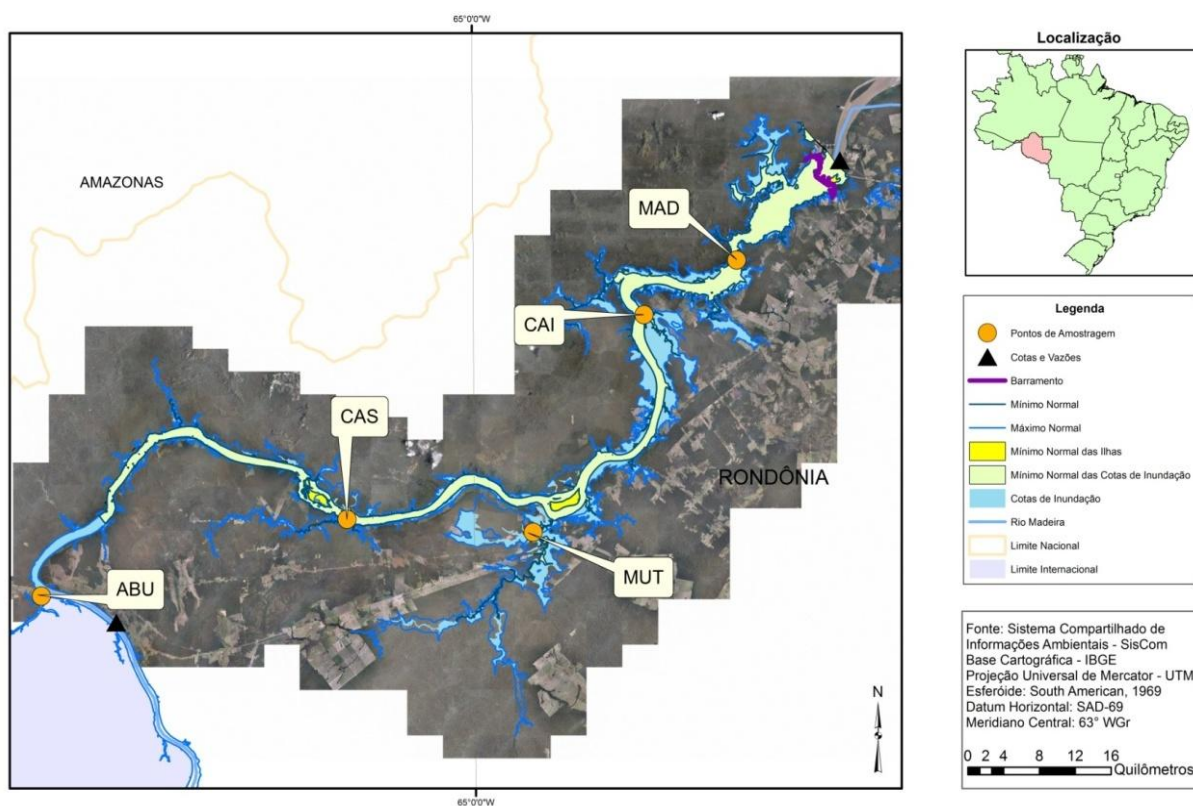 65°0'0"W
AMAZONAS
MAD
CAI
CAS
RONDÔNIA
MUT
ABU
N
65°0'0"W
Localização
Legenda
Pontos de Amostragem
Cotas e Vazões
Barramento
Mínimo Normal
Máximo Normal
Mínimo Normal das Ilhas
Mínimo Normal das Cotas de Inundação
Cotas de Inundação
Rio Madeira
Limite Nacional
Limite Internacional
Fonte: Sistema Compartilhado de
Informações Ambientais - SisCom
Base Cartográfica - IBGE
Projeção Universal de Mercator - UTM
Esferóide: South American, 1969
Datum Horizontal: SAD-69
Meridiano Central: 63° WGr
0 2 4 8 12 16
Quilômetros